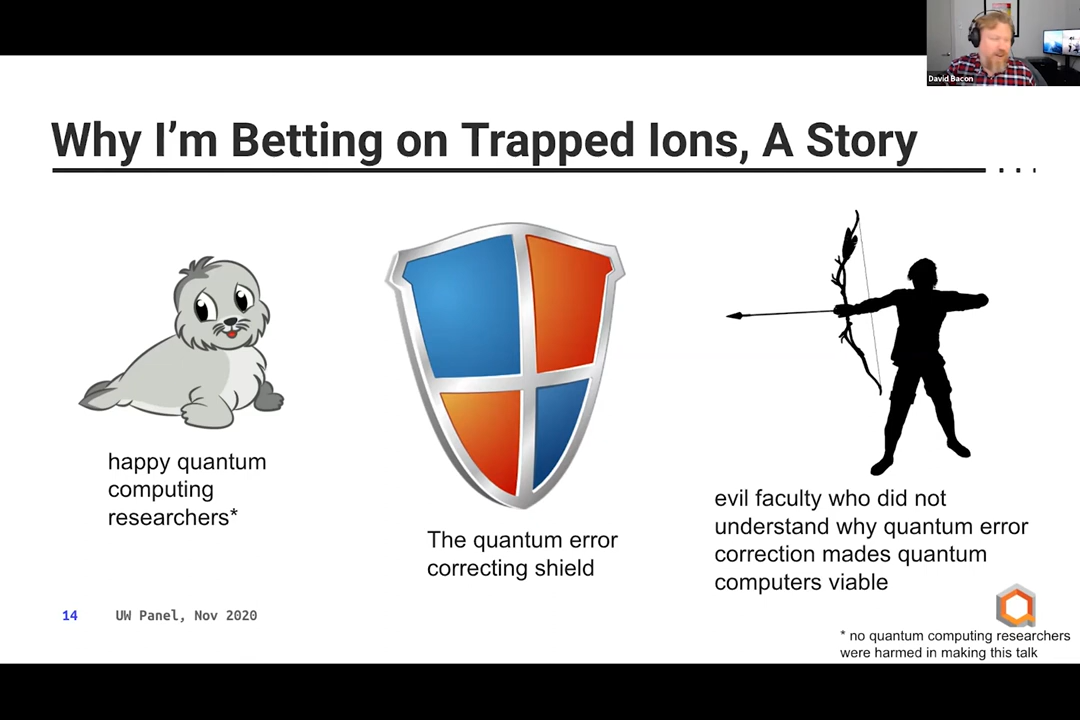 David Bacon
Why I'm Betting on Trapped Ions, A Story
happy quantum
computing
researchers*
The quantum error
correcting shield
evil faculty who did not
understand why quantum error
correction mades quantum
computers viable
14 UW Panel, Nov 2020
* no quantum computing researchers
were harmed in making this talk